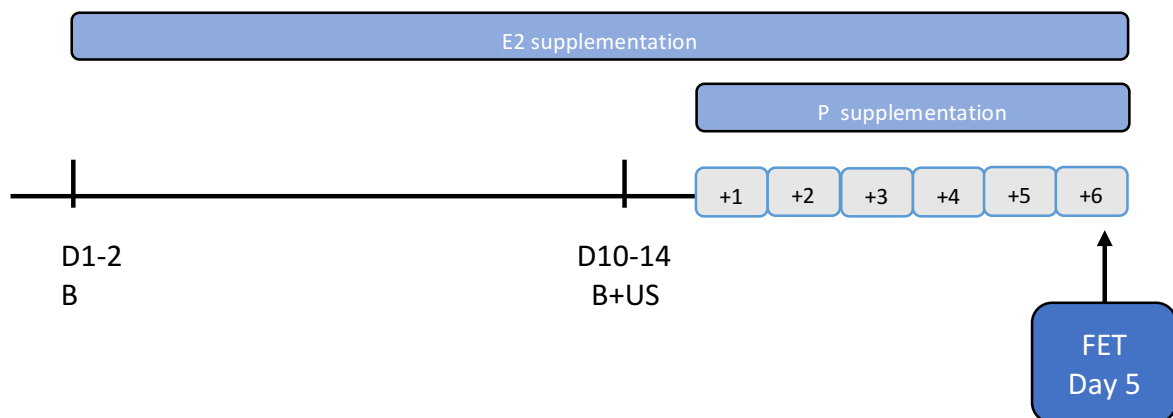 E2 supplementation
P supplementation
+1 +2 +3 +4 +5 +6
D1-2
B
D10-14
B+US
FET
Day 5